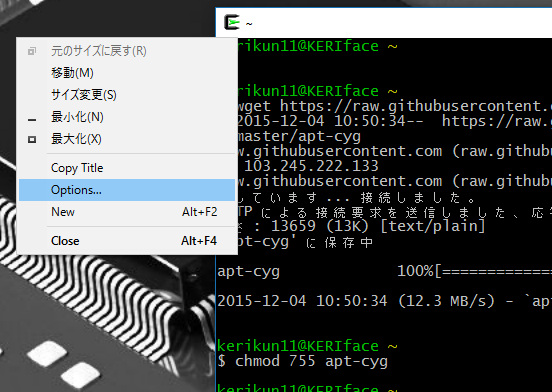 元のサイズに戻す(R)
移動(M)
サイズ変更(S)
最小化(N)
最大化(X)
Copy Title
Options...
New Alt+F2
Close Alt+F4
~
kerikun11@KERIface ~
kerikun11@KERIface ~
wget https://raw.githubusercontent.
2015-12-04 10:50:34-- https://raw.g
master/apt-cyg
w.githubusercontent.com (raw.githu
103.245.222.133
w.githubusercontent.com (raw.githu
しています... 接続しました。
TP による接続要求を送信しました、応答
: 13659 (13K) [text/plain]
apt-cyg' に保存中
apt-cyg 100%[=============
2015-12-04 10:50:34 (12.3 MB/s) - `ap
kerikun11@KERIface ~
$ chmod 755 apt-cyg
kerikun11@KERIface ~